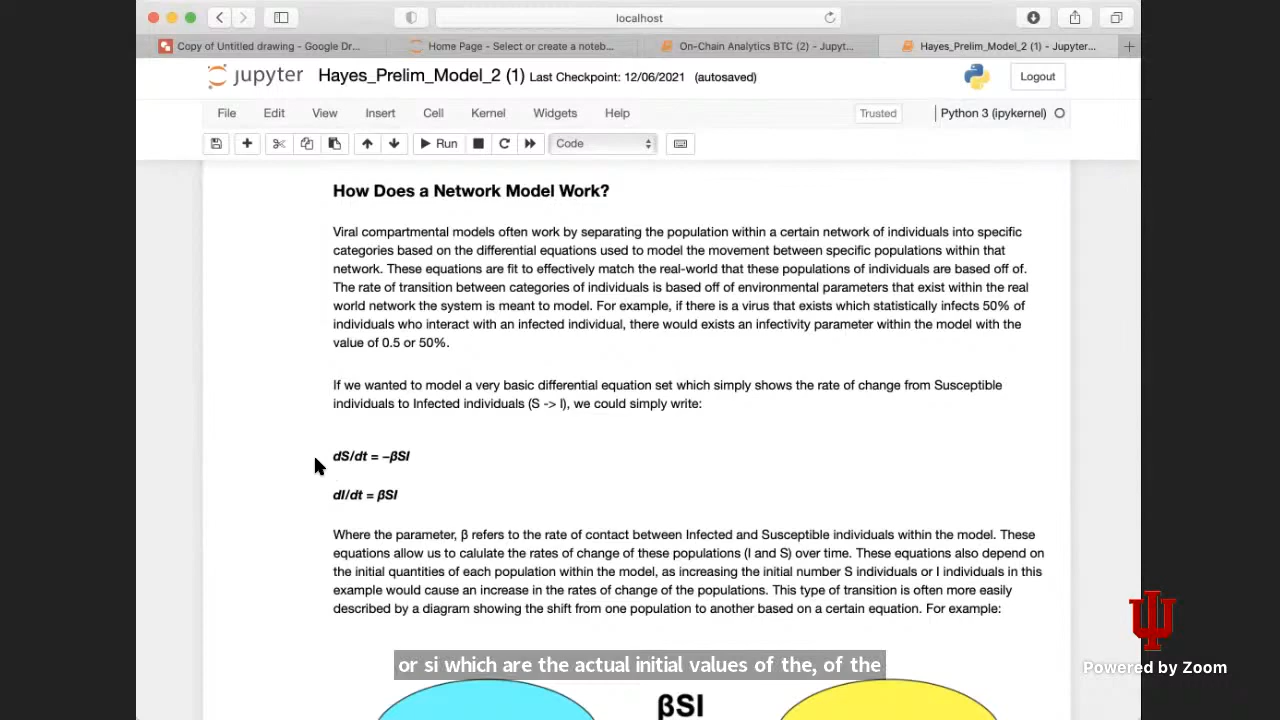 localhost
Copy of Untitled drawing - Google Dr...
Home Page - Select or create a noteb...
On-Chain Analytics BTC (2) - Jupyt...
Hayes_Prelim_Model_2 (1) - Jupyter...
jupyter Hayes_Prelim_Model_2 (1) Last Checkpoint: 12/06/2021 (autosaved)
Logout
File Edit View Insert Cell Kernel Widgets Help
Trusted
Python 3 (ipykernel)
Run
Code
How Does a Network Model Work?
Viral compartmental models often work by separating the population within a certain network of individuals into specific
categories based on the differential equations used to model the movement between specific populations within that
network. These equations are fit to effectively match the real-world that these populations of individuals are based off of.
The rate of transition between categories of individuals is based off of environmental parameters that exist within the real
world network the system is meant to model. For example, if there is a virus that exists which statistically infects 50% of
individuals who interact with an infected individual, there would exists an infectivity parameter within the model with the
value of 0.5 or 50%.
If we wanted to model a very basic differential equation set which simply shows the rate of change from Susceptible
individuals to Infected individuals (S -> I), we could simply write:
dS/dt = −βSI
dI/dt = βSI
Where the parameter, β refers to the rate of contact between Infected and Susceptible individuals within the model. These
equations allow us to calulate the rates of change of these populations (I and S) over time. These equations also depend on
the initial quantities of each population within the model, as increasing the initial number S individuals or I individuals in this
example would cause an increase in the rates of change of the populations. This type of transition is often more easily
described by a diagram showing the shift from one population to another based on a certain equation. For example:
or si which are the actual initial values of the, of the
Powered by Zoom
βSI